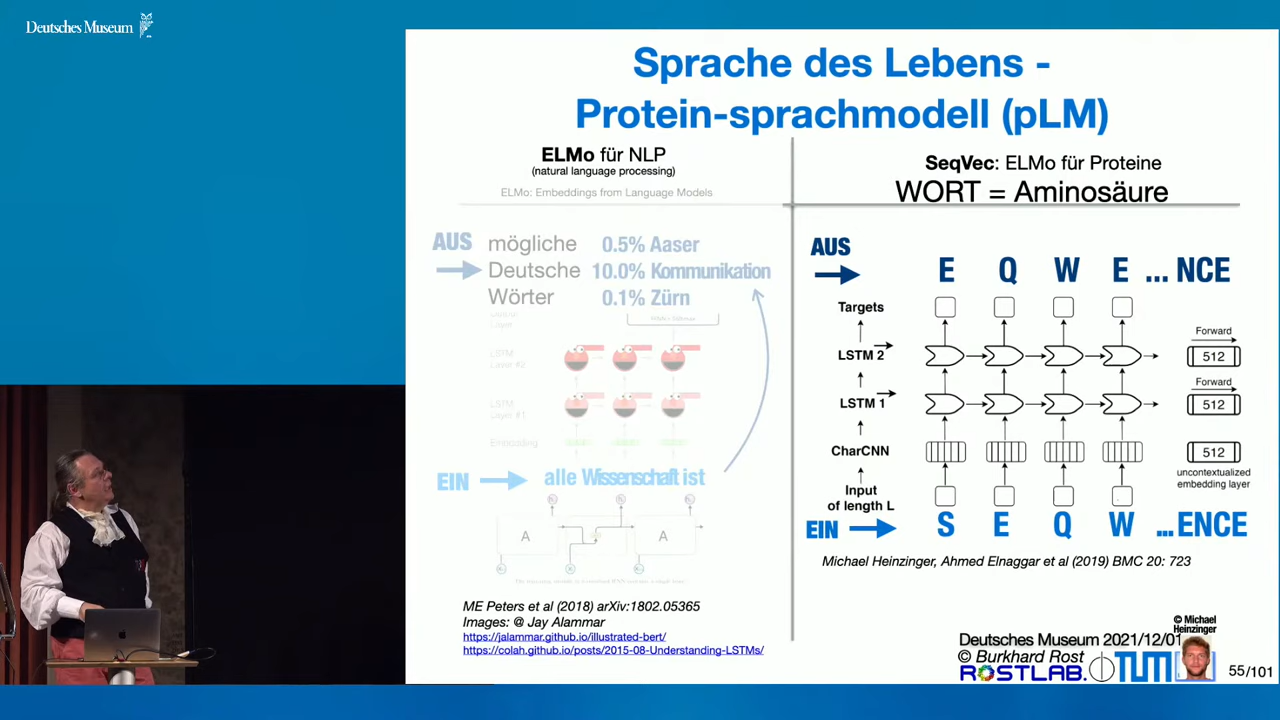 Deutsches Museum
Sprache des Lebens -
Protein-sprachmodell (pLM)
ELMo für NLP
(natural language processing)
ELMo: Embeddings from Language Models
AUS
mögliche 0.5% Aaser
Deutsche 10.0% Kommunikation
Wörter 0.1% Zürn
Layer
LSTM
Layer #2
LSTM
Layer #1
Embedding
EIN
alle Wissenschaft ist
A
A
ME Peters et al (2018) arXiv:1802.05365
Images: @ Jay Alammar
https://jalammar.github.io/illustrated-bert/
https://colah.github.io/posts/2015-08-Understanding-LSTMs/
SeqVec: ELMo für Proteine
WORT = Aminosäure
AUS
E Q W E ... NCE
Targets
Forward
LSTM 2
512
Forward
LSTM 1
512
CharCNN
512
uncontextualized
embedding layer
Input
of length L
EIN
S E Q W ...ENCE
Michael Heinzinger, Ahmed Elnaggar et al (2019) BMC 20: 723
© Michael
Heinzinger
Deutsches Museum 2021/12/01
© Burkhard Rost
ROSTLAB.
TUM
55/101